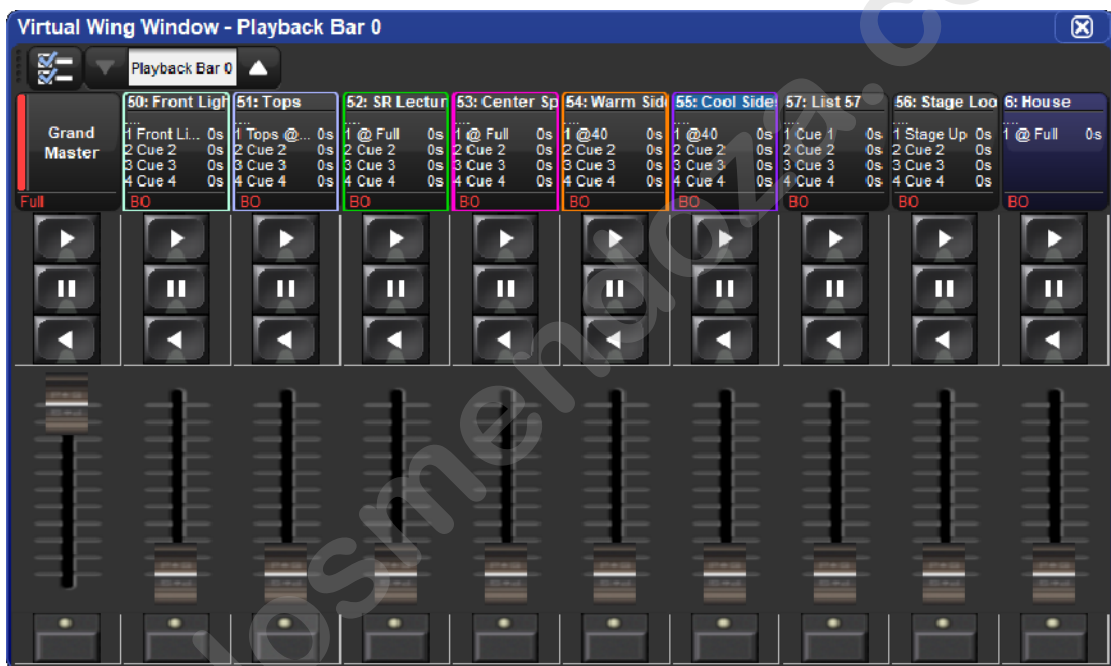 Virtual Wing Window - Playback Bar 0
Playback Bar 0
Grand
Master
Full
50: Front Ligh
....
1 Front Li... 0s
2 Cue 2 0s
3 Cue 3 0s
4 Cue 4 0s
BO
51: Tops
....
1 Tops @... 0s
2 Cue 2 0s
3 Cue 3 0s
4 Cue 4 0s
BO
52: SR Lectur
....
1 @ Full 0s
2 Cue 2 0s
3 Cue 3 0s
4 Cue 4 0s
BO
53: Center Sp
....
1 @ Full 0s
2 Cue 2 0s
3 Cue 3 0s
4 Cue 4 0s
BO
54: Warm Sid
....
1 @40 0s
2 Cue 2 0s
3 Cue 3 0s
4 Cue 4 0s
BO
55: Cool Sides
....
1 @40 0s
2 Cue 2 0s
3 Cue 3 0s
4 Cue 4 0s
BO
57: List 57
....
1 Cue 1 0s
2 Cue 2 0s
3 Cue 3 0s
4 Cue 4 0s
BO
56: Stage Loo
....
1 Stage Up 0s
2 Cue 2 0s
3 Cue 3 0s
4 Cue 4 0s
BO
6: House
....
1 @ Full 0s
BO